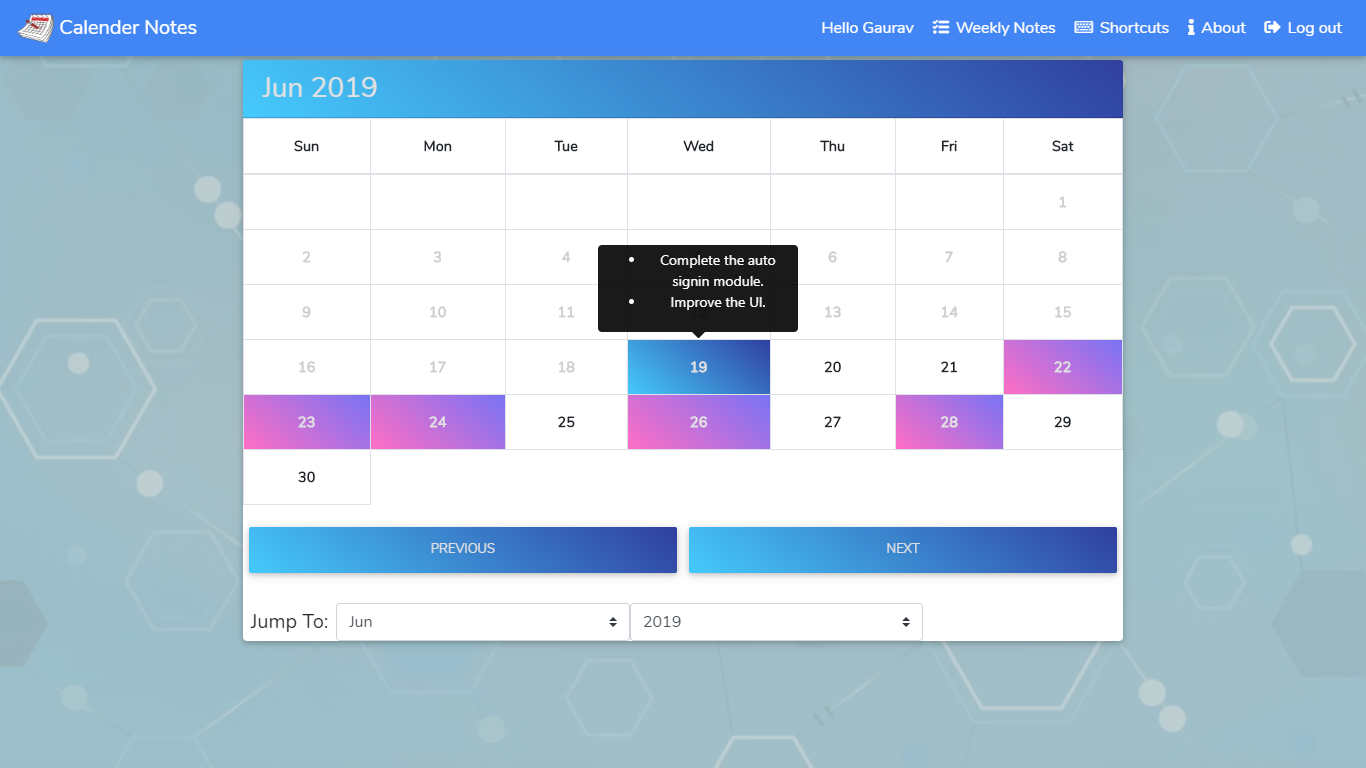 Calender Notes
Hello Gaurav Weekly Notes Shortcuts About Log out
Jun 2019
Sun Mon Tue Wed Thu Fri Sat
1
2 3 4 6 7 8
• Complete the auto
signin module.
• Improve the UI.
9 10 11 13 14 15
16 17 18 19 20 21 22
23 24 25 26 27 28 29
30
PREVIOUS NEXT
Jump To: Jun 2019